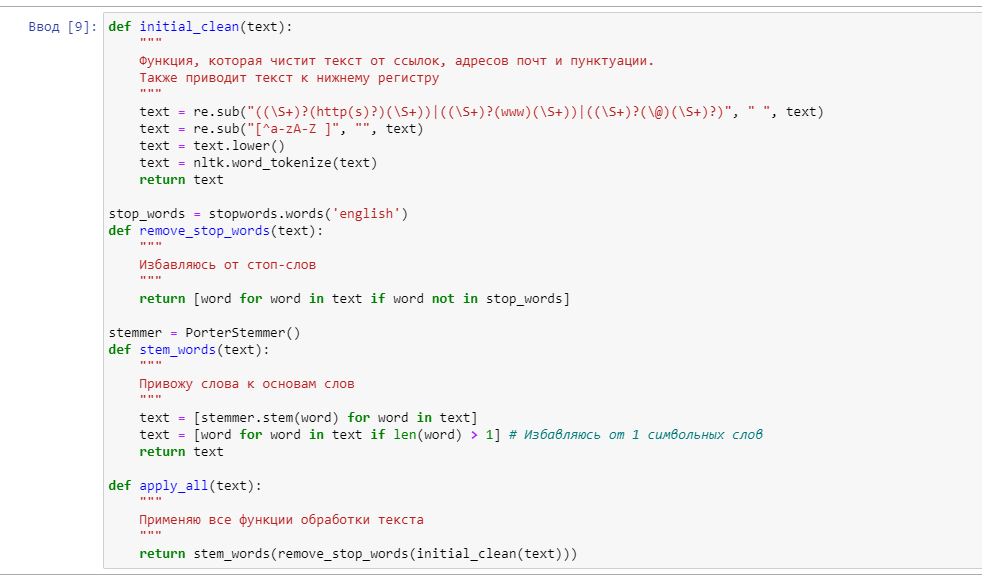 Ввод [9]: def initial_clean(text):
    """
    Функция, которая чистит текст от ссылок, адресов почт и пунктуации.
    Также приводит текст к нижнему регистру
    """
    text = re.sub("((\S+)?(http(s)?)(\S+))|((\S+)?(www)(\S+))|((\S+)?(\@)(\S+)?)", " ", text)
    text = re.sub("[^a-zA-Z ]", "", text)
    text = text.lower()
    text = nltk.word_tokenize(text)
    return text

stop_words = stopwords.words('english')
def remove_stop_words(text):
    """
    Избавляюсь от стоп-слов
    """
    return [word for word in text if word not in stop_words]

stemmer = PorterStemmer()
def stem_words(text):
    """
    Привожу слова к основам слов
    """
    text = [stemmer.stem(word) for word in text]
    text = [word for word in text if len(word) > 1] # Избавляюсь от 1 символьных слов
    return text

def apply_all(text):
    """
    Применяю все функции обработки текста
    """
    return stem_words(remove_stop_words(initial_clean(text)))